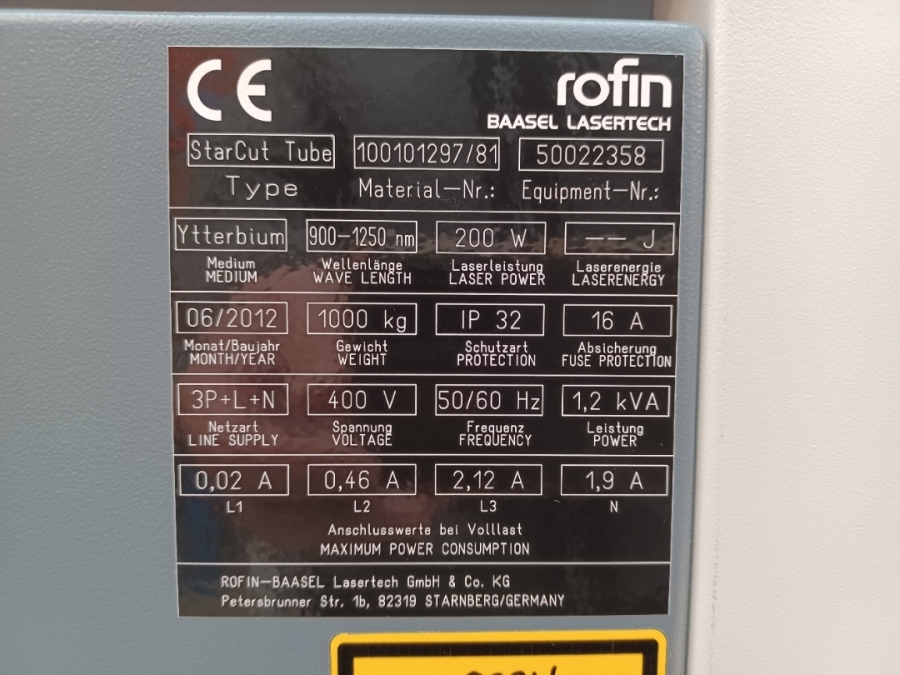 CE rofin
BAASEL LASERTECH
StarCut Tube 100101297/81 50022358
Type Material-Nr.: Equipment-Nr.:
Ytterbium 900-1250 nm 200 W -- J
Medium Wellenlänge Laserleistung Laserenergie
MEDIUM WAVE LENGTH LASER POWER LASERENERGY
06/2012 1000 kg IP 32 16 A
Monat/Baujahr Gewicht Schutzart Absicherung
MONTH/YEAR WEIGHT PROTECTION FUSE PROTECTION
3P+L+N 400 V 50/60 Hz 1,2 kVA
Netzart Spannung Frequenz Leistung
LINE SUPPLY VOLTAGE FREQUENCY POWER
0,02 A 0,46 A 2,12 A 1,9 A
L1 L2 L3 N
Anschlusswerte bei Volllast
MAXIMUM POWER CONSUMPTION
ROFIN-BAASEL Lasertech GmbH & Co. KG
Petersbrunner Str. 1b, 82319 STARNBERG/GERMANY